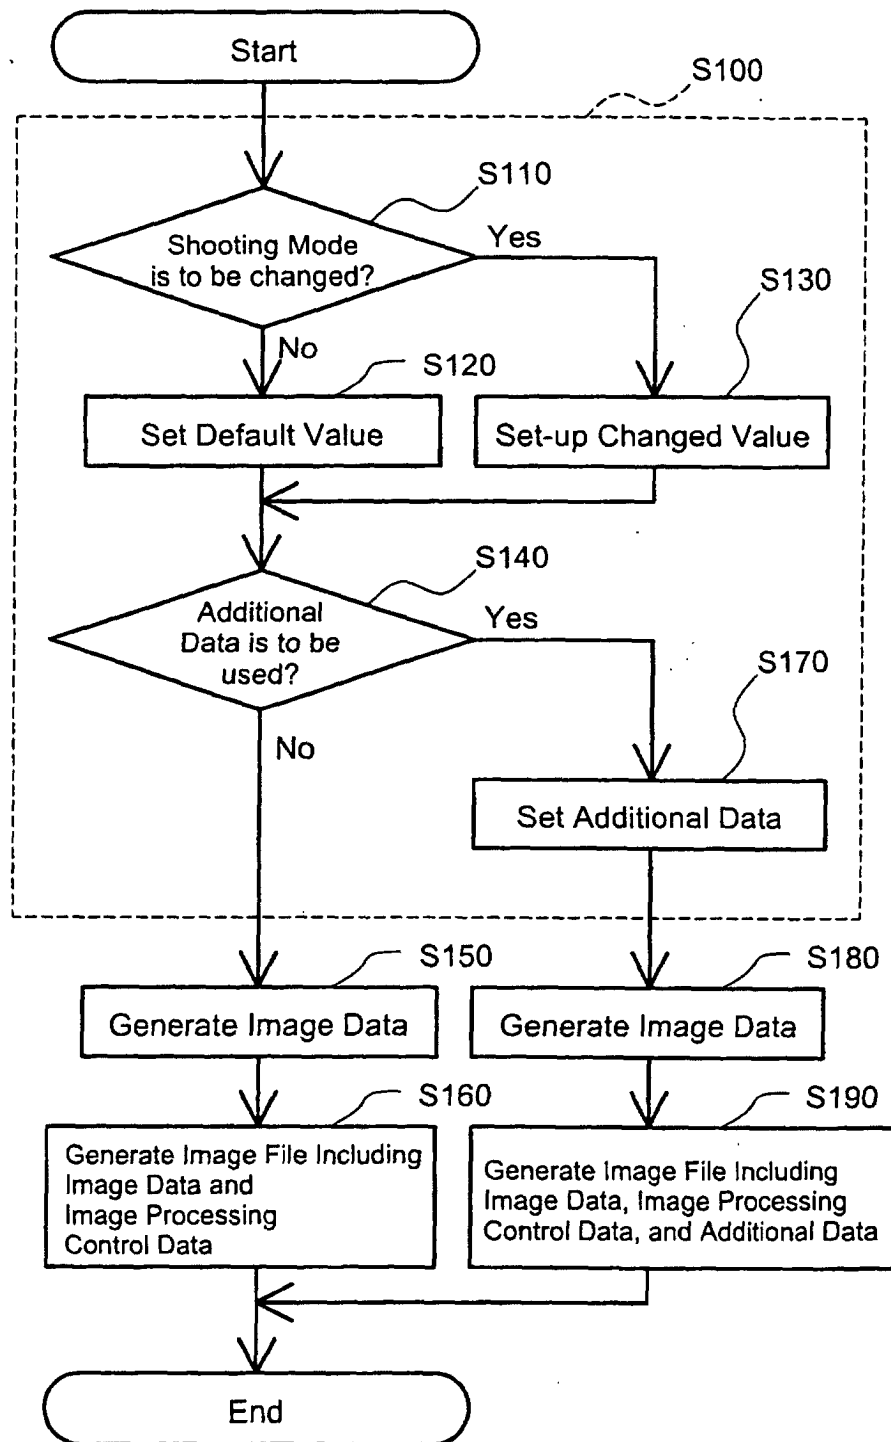 Start
S100
S110
Shooting Mode
is to be changed?
Yes
S130
No
S120
Set Default Value
Set-up Changed Value
S140
Additional
Data is to be
used?
Yes
S170
No
Set Additional Data
S150
S180
Generate Image Data
Generate Image Data
S160
S190
Generate Image File Including
Image Data and
Image Processing
Control Data
Generate Image File Including
Image Data, Image Processing
Control Data, and Additional Data
End